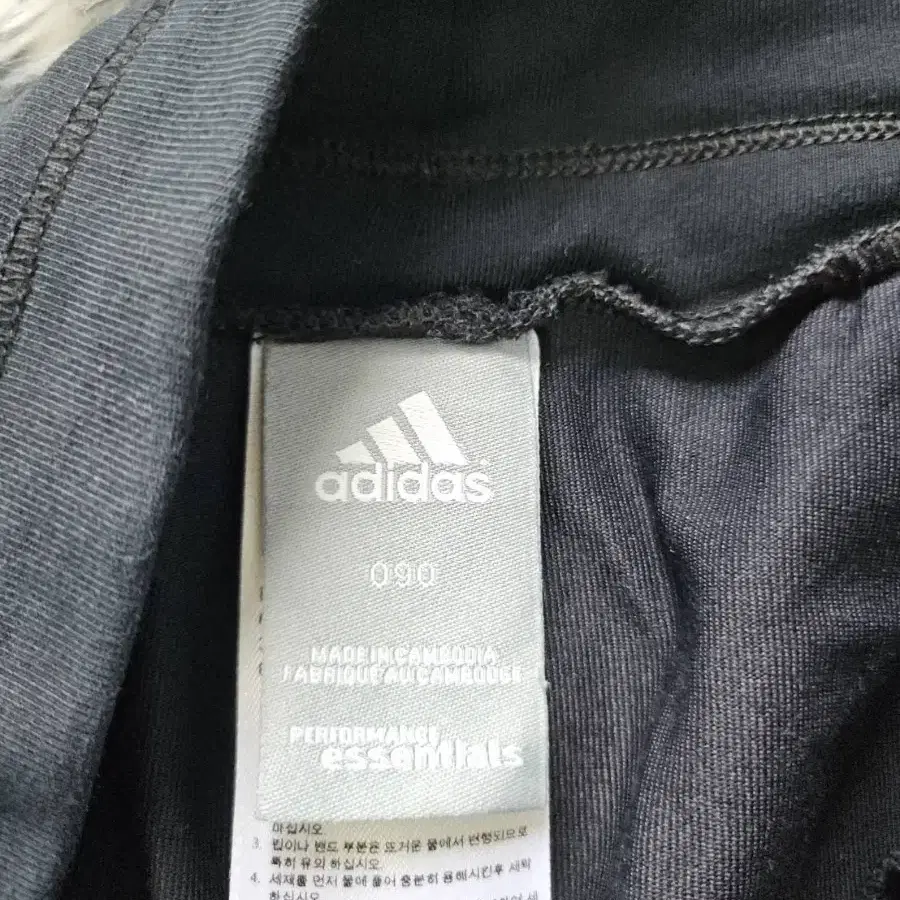 adidas
090
MADE IN CAMBODIA
FABRIQUE AU CAMBODGE
PERFORMANCE
essentials
마십시오.
3. 립이나 밴드 부분은 뜨거운 물에서 변형되므로
특히 유의 하십시오.
4. 세제를 먼저 물에 풀어 충분히 용해시킨후 세탁
하십시오